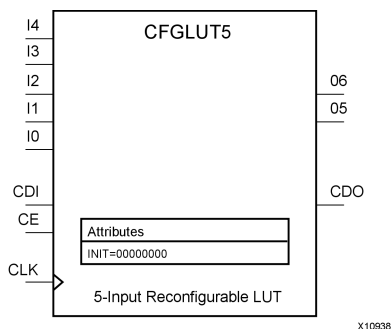 CFGLUT5
I4
I3
I2
I1
I0
06
05
CDI
CDO
CE
CLK
Attributes
INIT=00000000
5-Input Reconfigurable LUT
X10938